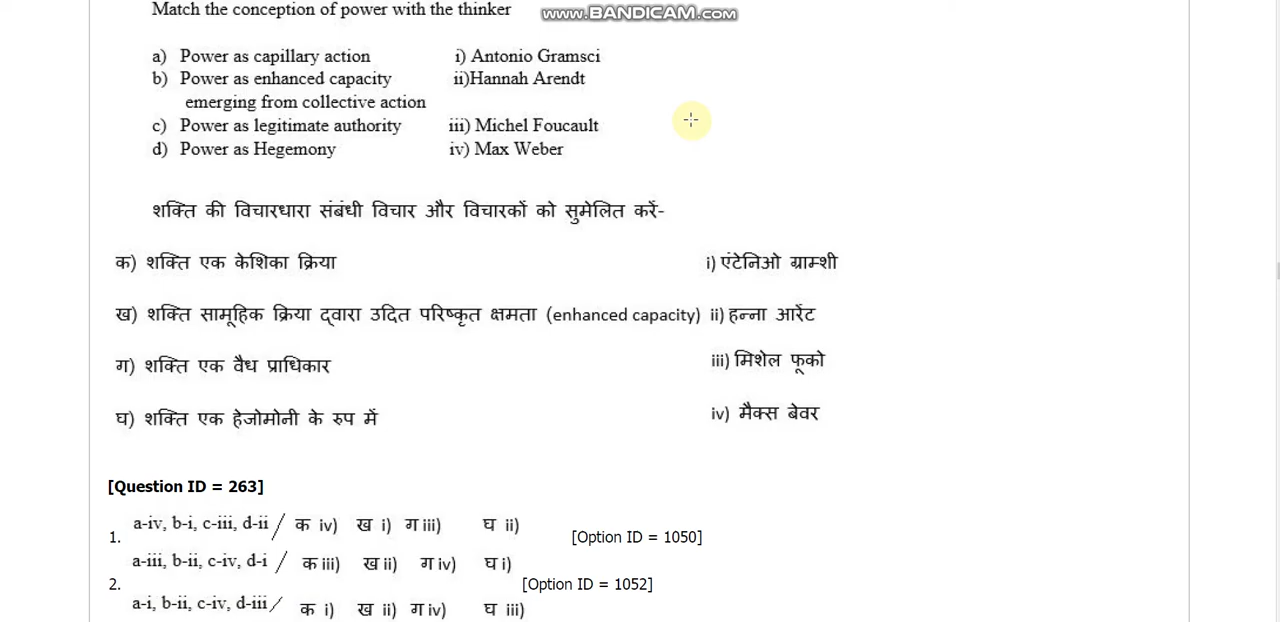 Match the conception of power with the thinker
www.BANDICAM.com
a) Power as capillary action i) Antonio Gramsci
b) Power as enhanced capacity ii)Hannah Arendt
emerging from collective action
c) Power as legitimate authority iii) Michel Foucault
d) Power as Hegemony iv) Max Weber
शक्ति की विचारधारा संबंधी विचार और विचारकों को सुमेलित करें-
क) शक्ति एक केशिका क्रिया i) एंटेनिओ ग्राम्शी
ख) शक्ति सामूहिक क्रिया द्वारा उदित परिष्कृत क्षमता (enhanced capacity) ii) हन्ना आरेंट
ग) शक्ति एक वैध प्राधिकार iii) मिशेल फूको
घ) शक्ति एक हेजोमोनी के रुप में iv) मैक्स बेवर
[Question ID = 263]
a-iv, b-i, c-iii, d-ii / क iv) ख i) ग iii) घ ii)
1. [Option ID = 1050]
a-iii, b-ii, c-iv, d-i / क iii) ख ii) ग iv) घ i)
2. [Option ID = 1052]
a-i, b-ii, c-iv, d-iii / क i) ख ii) ग iv) घ iii)